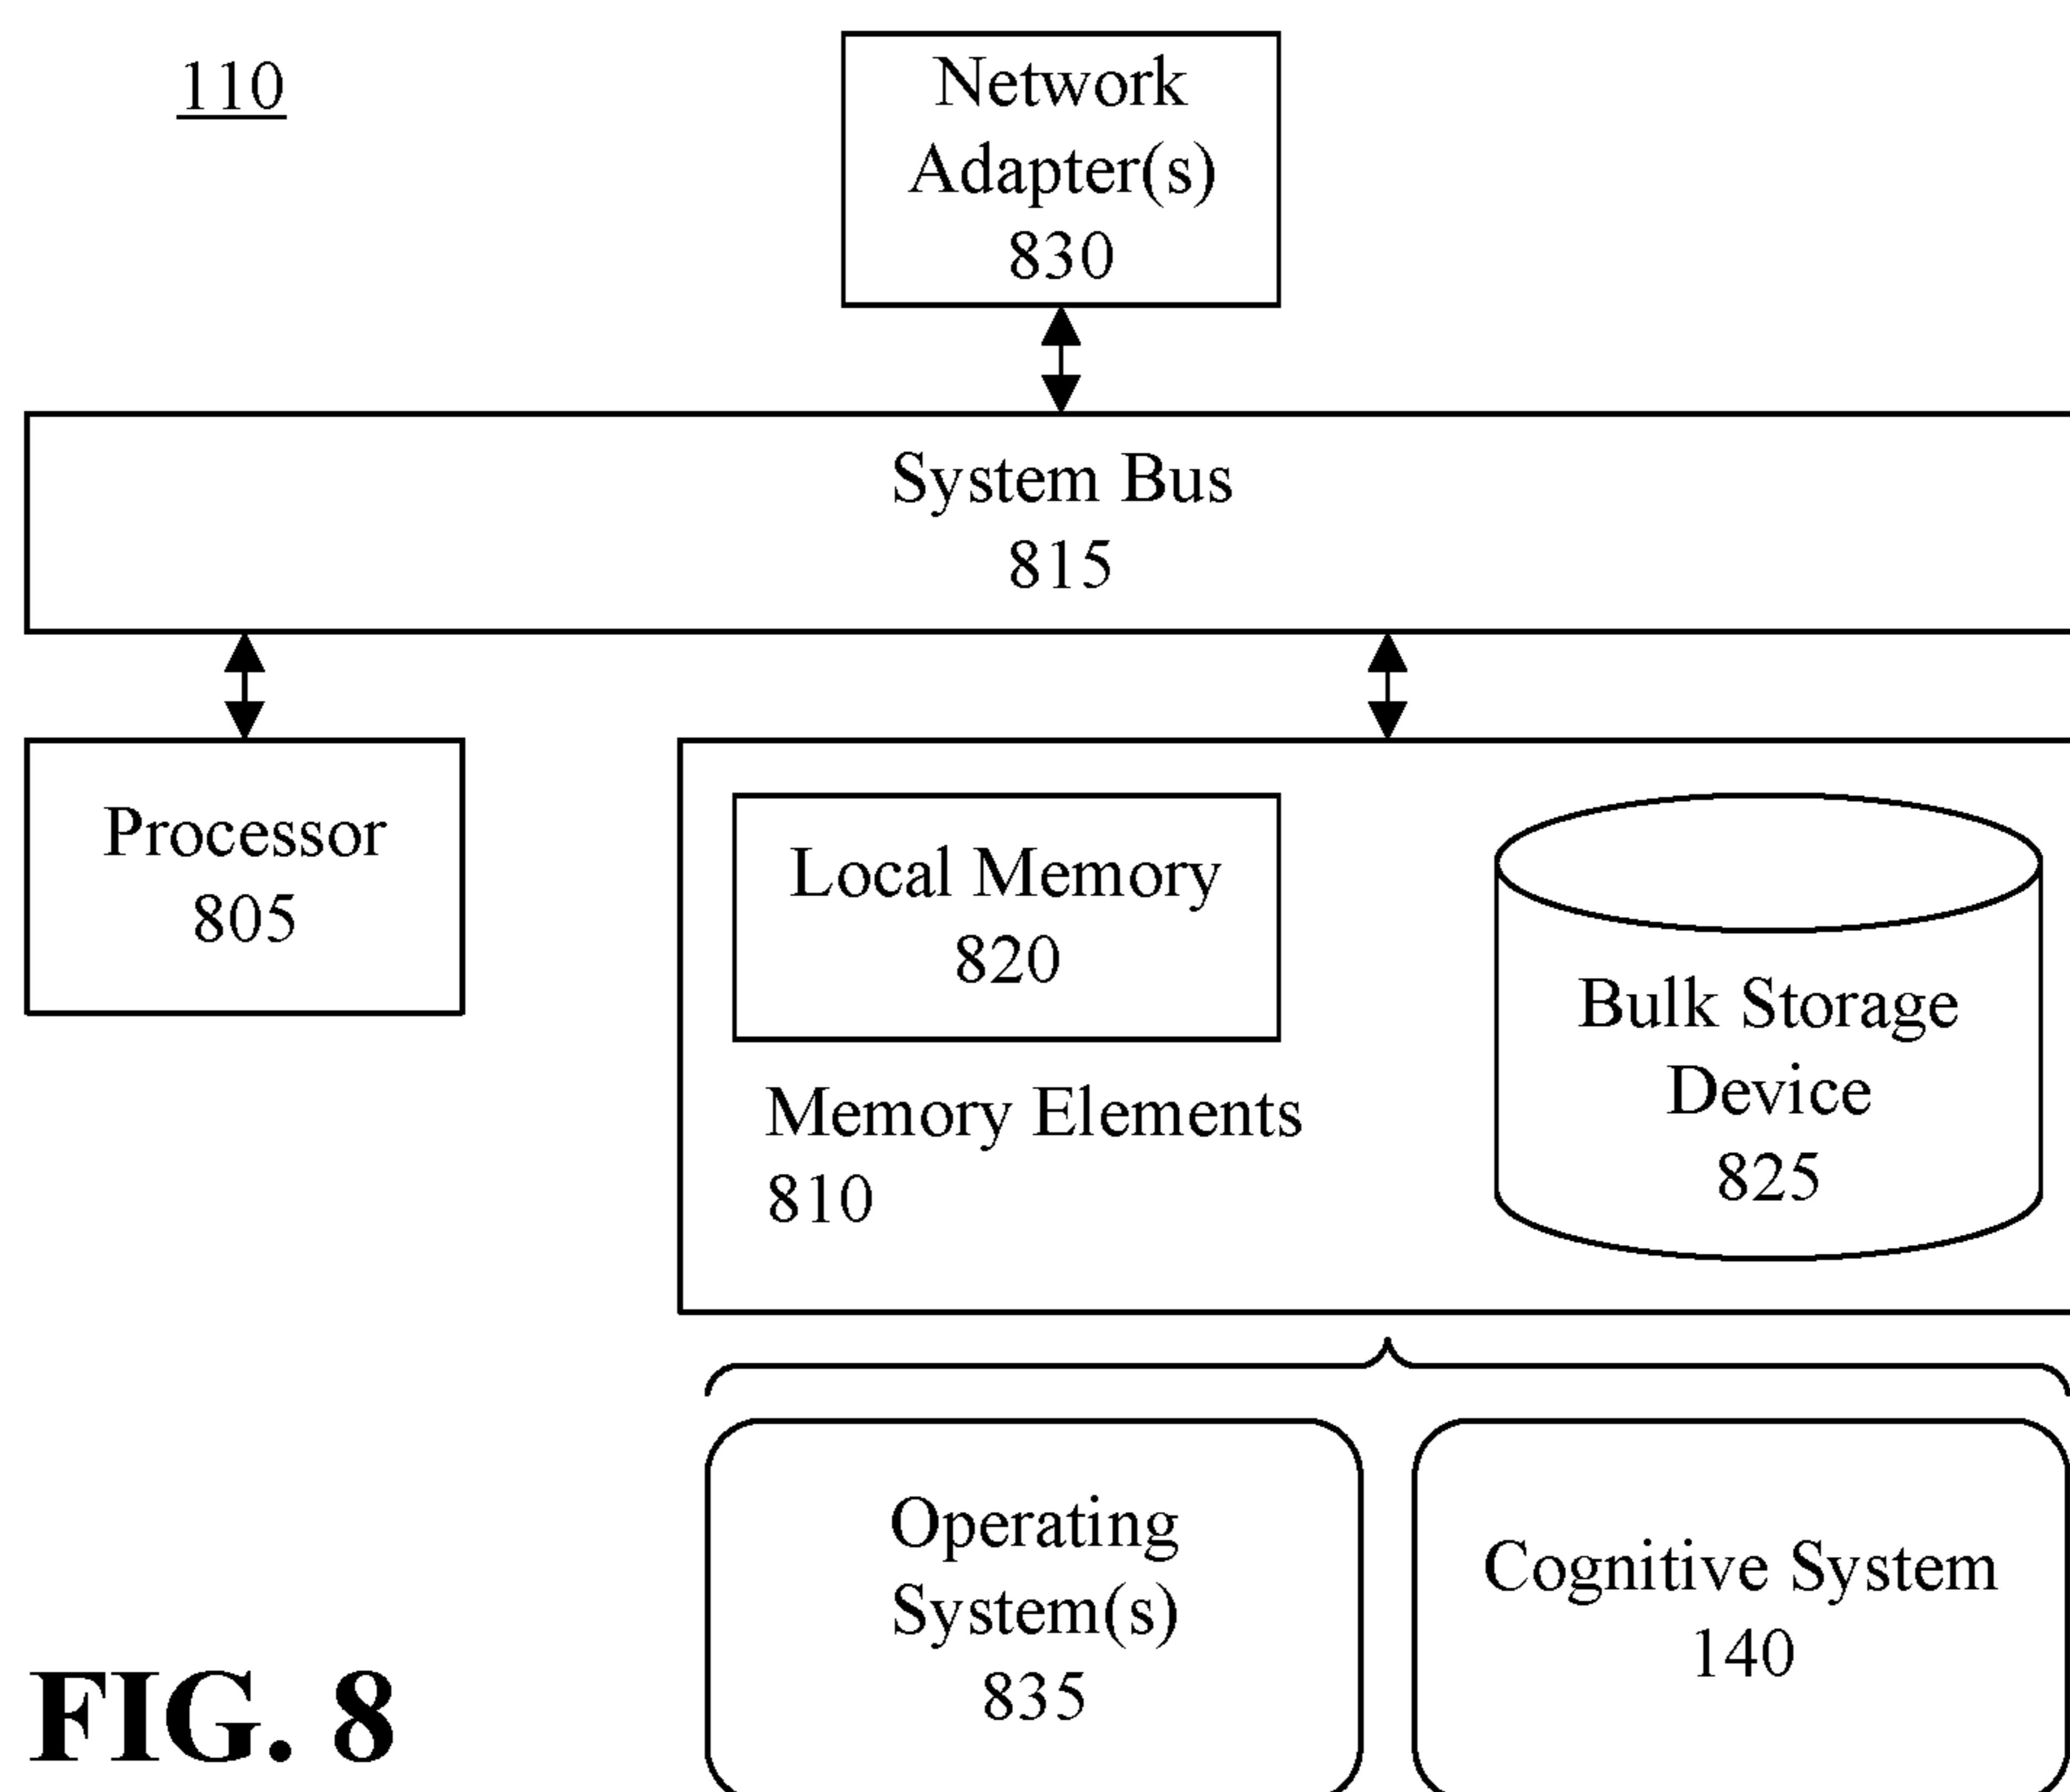 110
Network
Adapter(s)
830
System Bus
815
Processor
805
Local Memory
820
Memory Elements
810
Bulk Storage
Device
825
Operating
System(s)
835
Cognitive System
140
FIG. 8